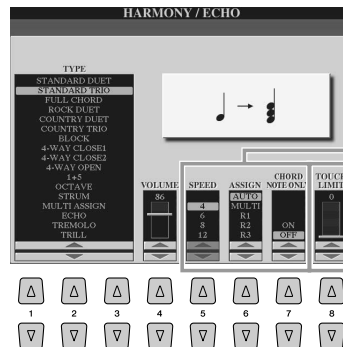 HARMONY / ECHO
TYPE
STANDARD DUET
STANDARD TRIO
FULL CHORD
ROCK DUET
COUNTRY DUET
COUNTRY TRIO
BLOCK
4-WAY CLOSE1
4-WAY CLOSE2
4-WAY OPEN
1+5
OCTAVE
STRUM
MULTI ASSIGN
ECHO
TREMOLO
TRILL
VOLUME
86
SPEED
4
6
8
12
ASSIGN
AUTO
MULTI
R1
R2
R3
CHORD
NOTE ONLY
ON
OFF
TOUCH
LIMIT
0
1 2 3 4 5 6 7 8